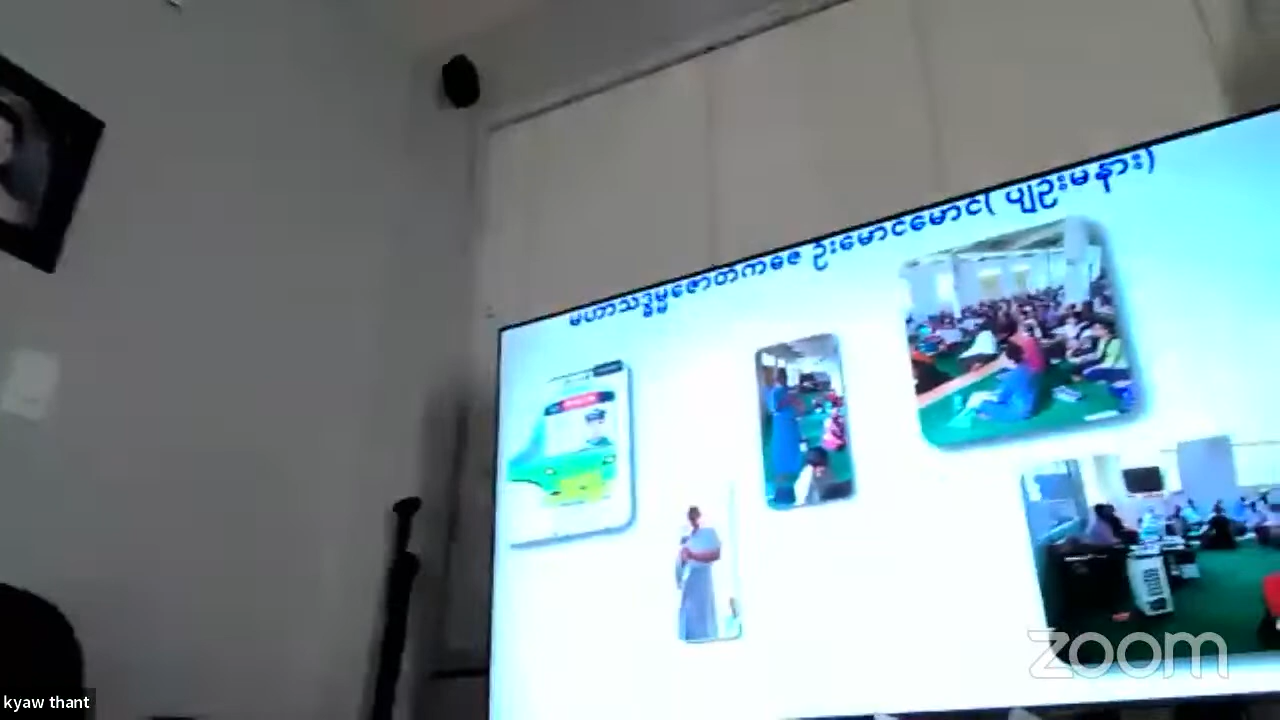 မဟာသဒ္ဓမ္မဇောတိကဓဇ ဦးမောင်မောင်( ပျဉ်းမနား)
zoom
kyaw thant